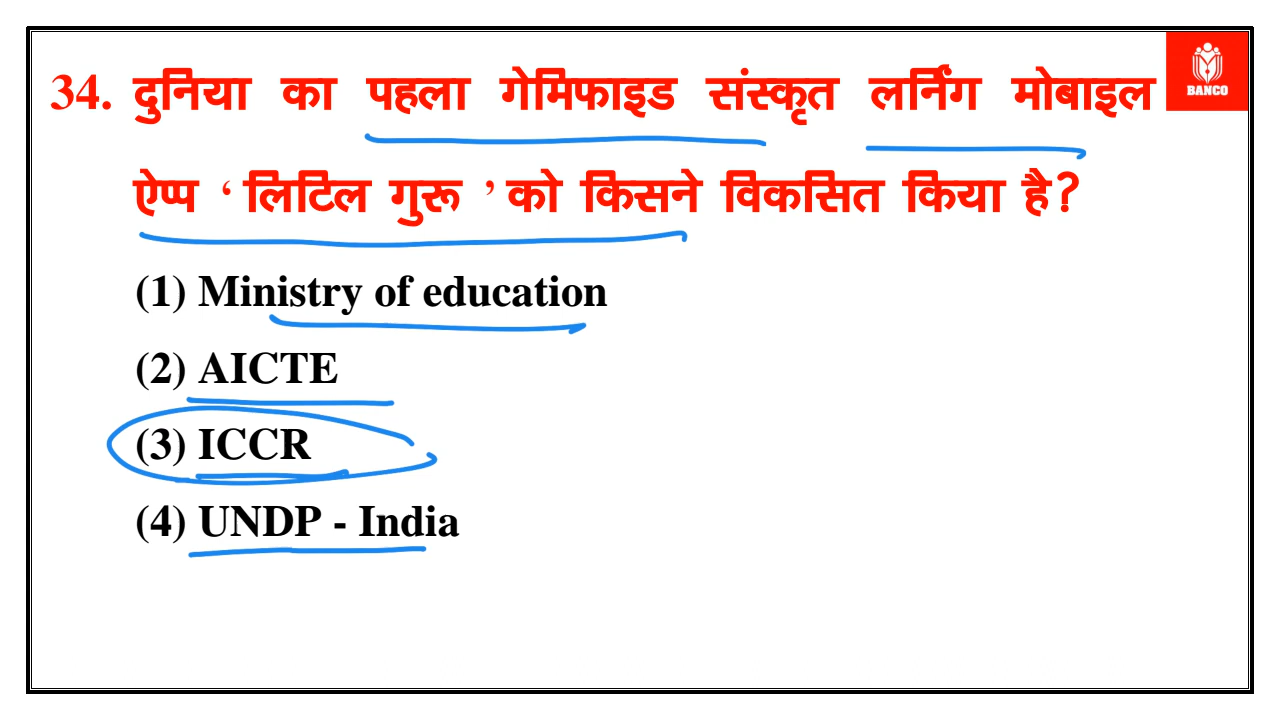 34. दुनिया का पहला गेमिफाइड संस्कृत लर्निंग मोबाइल
BANCO
ऐप्प ‘ लिटिल गुरू ’ को किसने विकसित किया है?
(1) Ministry of education
(2) AICTE
(3) ICCR
(4) UNDP - India